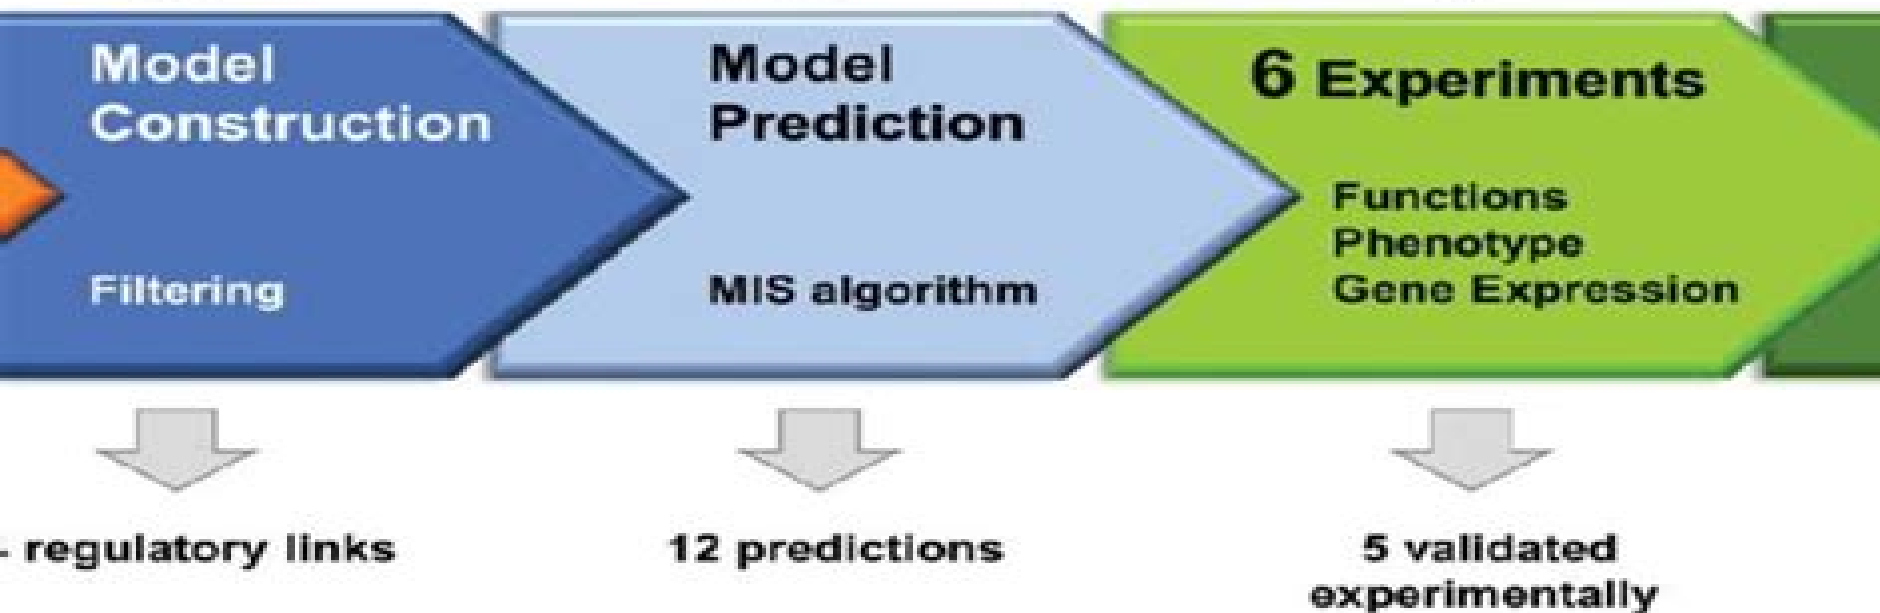 Model
Construction
Filtering
Model
Prediction
MIS algorithm
6 Experiments
Functions
Phenotype
Gene Expression
regulatory links
12 predictions
5 validated
experimentally